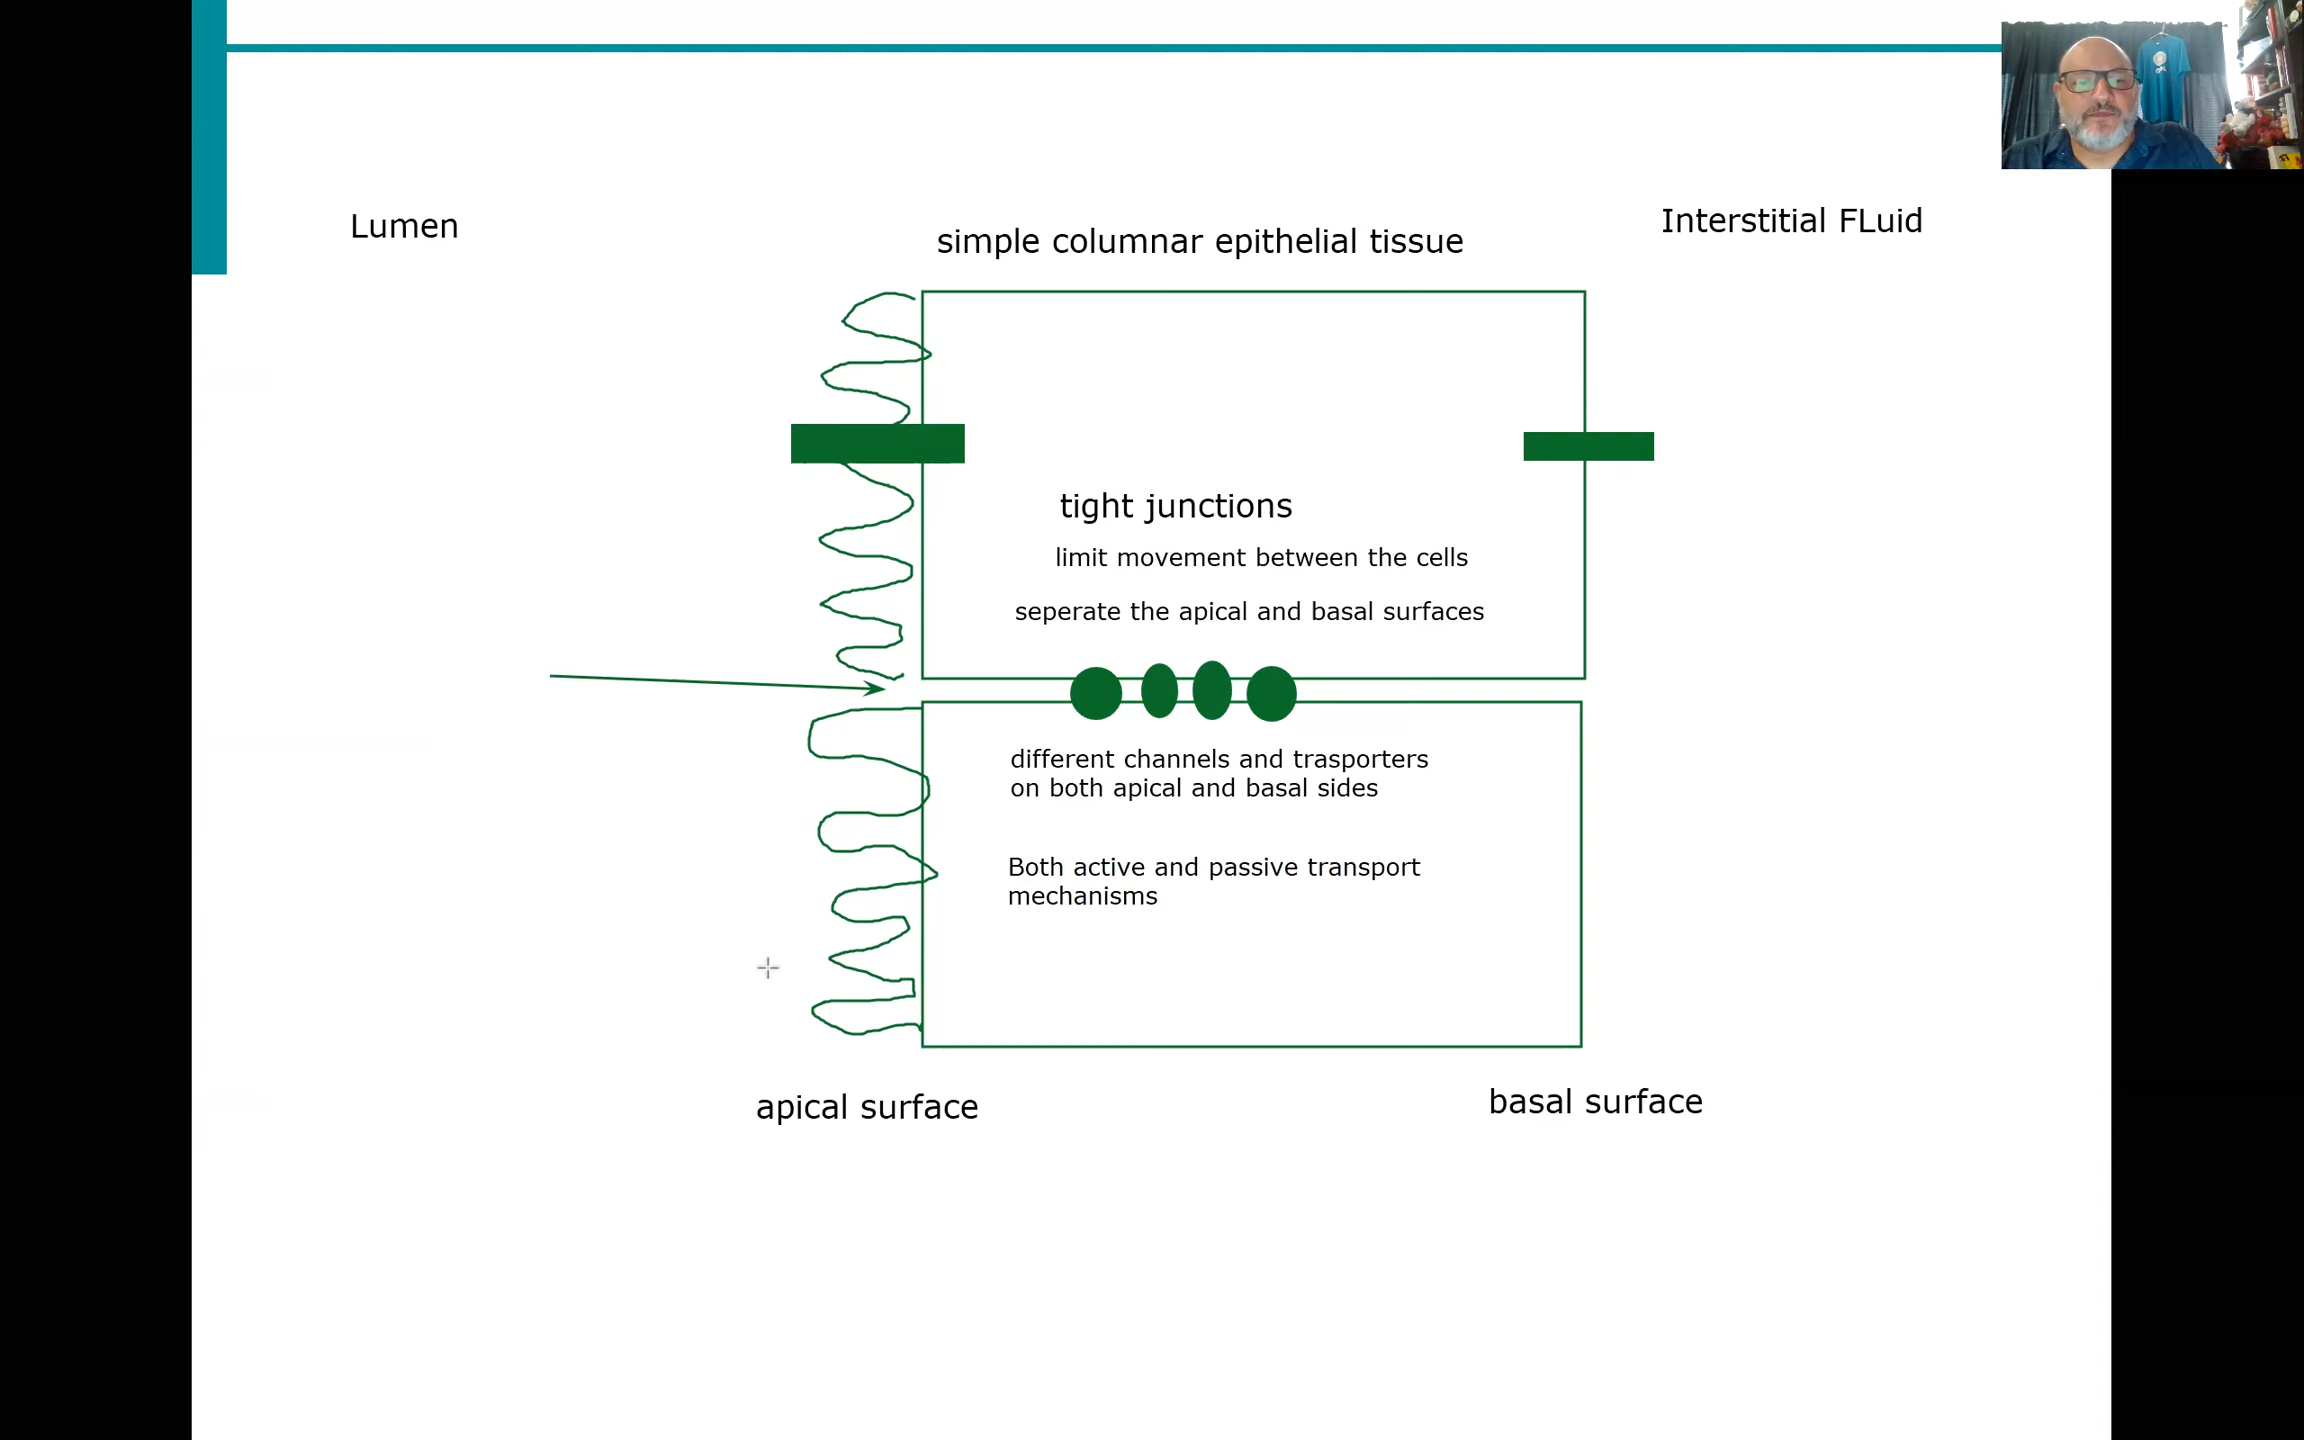 Lumen
simple columnar epithelial tissue
Interstitial FLuid
tight junctions
limit movement between the cells
seperate the apical and basal surfaces
different channels and trasporters
on both apical and basal sides
Both active and passive transport
mechanisms
apical surface
basal surface